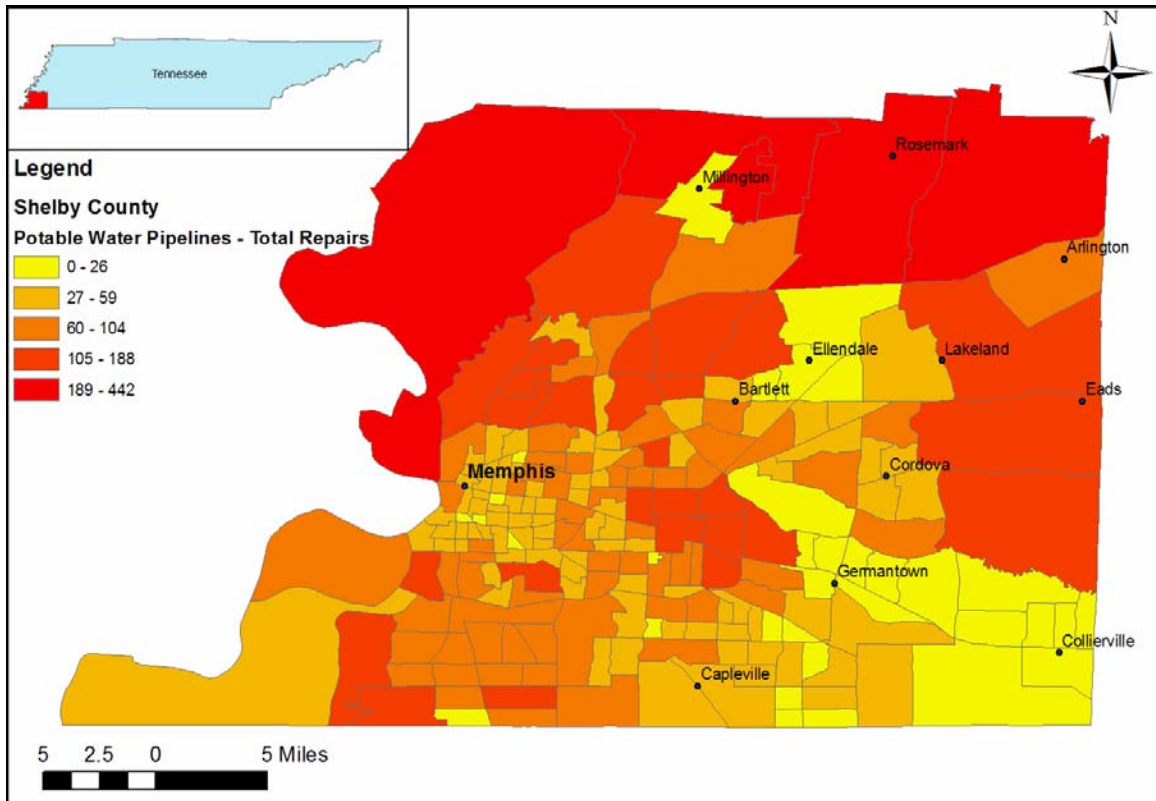 Tennessee
N
Legend
Shelby County
Potable Water Pipelines - Total Repairs
0 - 26
27 - 59
60 - 104
105 - 188
189 - 442
Rosemark
Millington
Arlington
Ellendale
Lakeland
Bartlett
Eads
Memphis
Cordova
Germantown
Collierville
Capleville
5 2.5 0 5 Miles